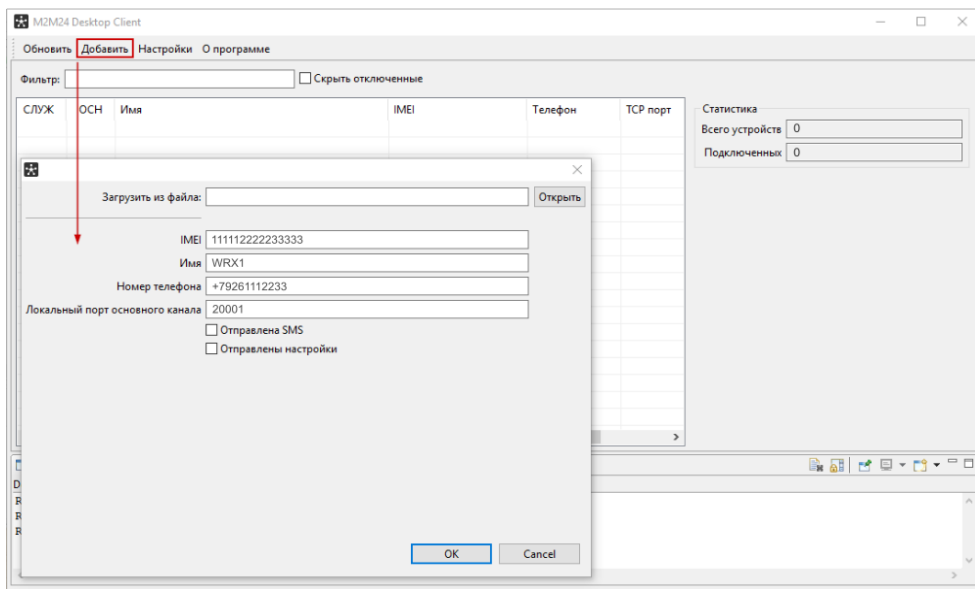 M2M24 Desktop Client
Обновить Добавить Настройки О программе
Фильтр: Скрыть отключенные
СЛУЖ ОСН Имя IMEI Телефон TCP порт
Статистика
Всего устройств 0
Подключенных 0
Загрузить из файла: Открыть
IMEI 111112222233333
Имя WRX1
Номер телефона +79261112233
Локальный порт основного канала 20001
Отправлена SMS
Отправлены настройки
D
R
R
R
OK Cancel